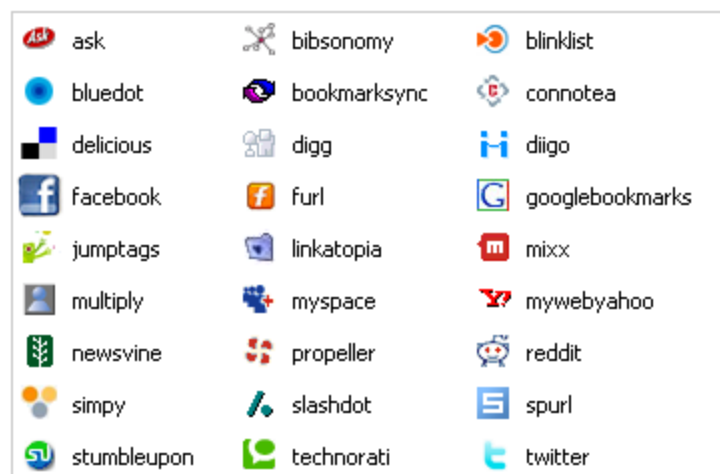 ask bibsonomy blinklist
bluedot bookmarksync connotea
delicious digg diigo
facebook furl googlebookmarks
jumptags linkatopia mixx
multiply myspace mywebyahoo
newsvine propeller reddit
simpy slashdot spurl
stumbleupon technorati twitter